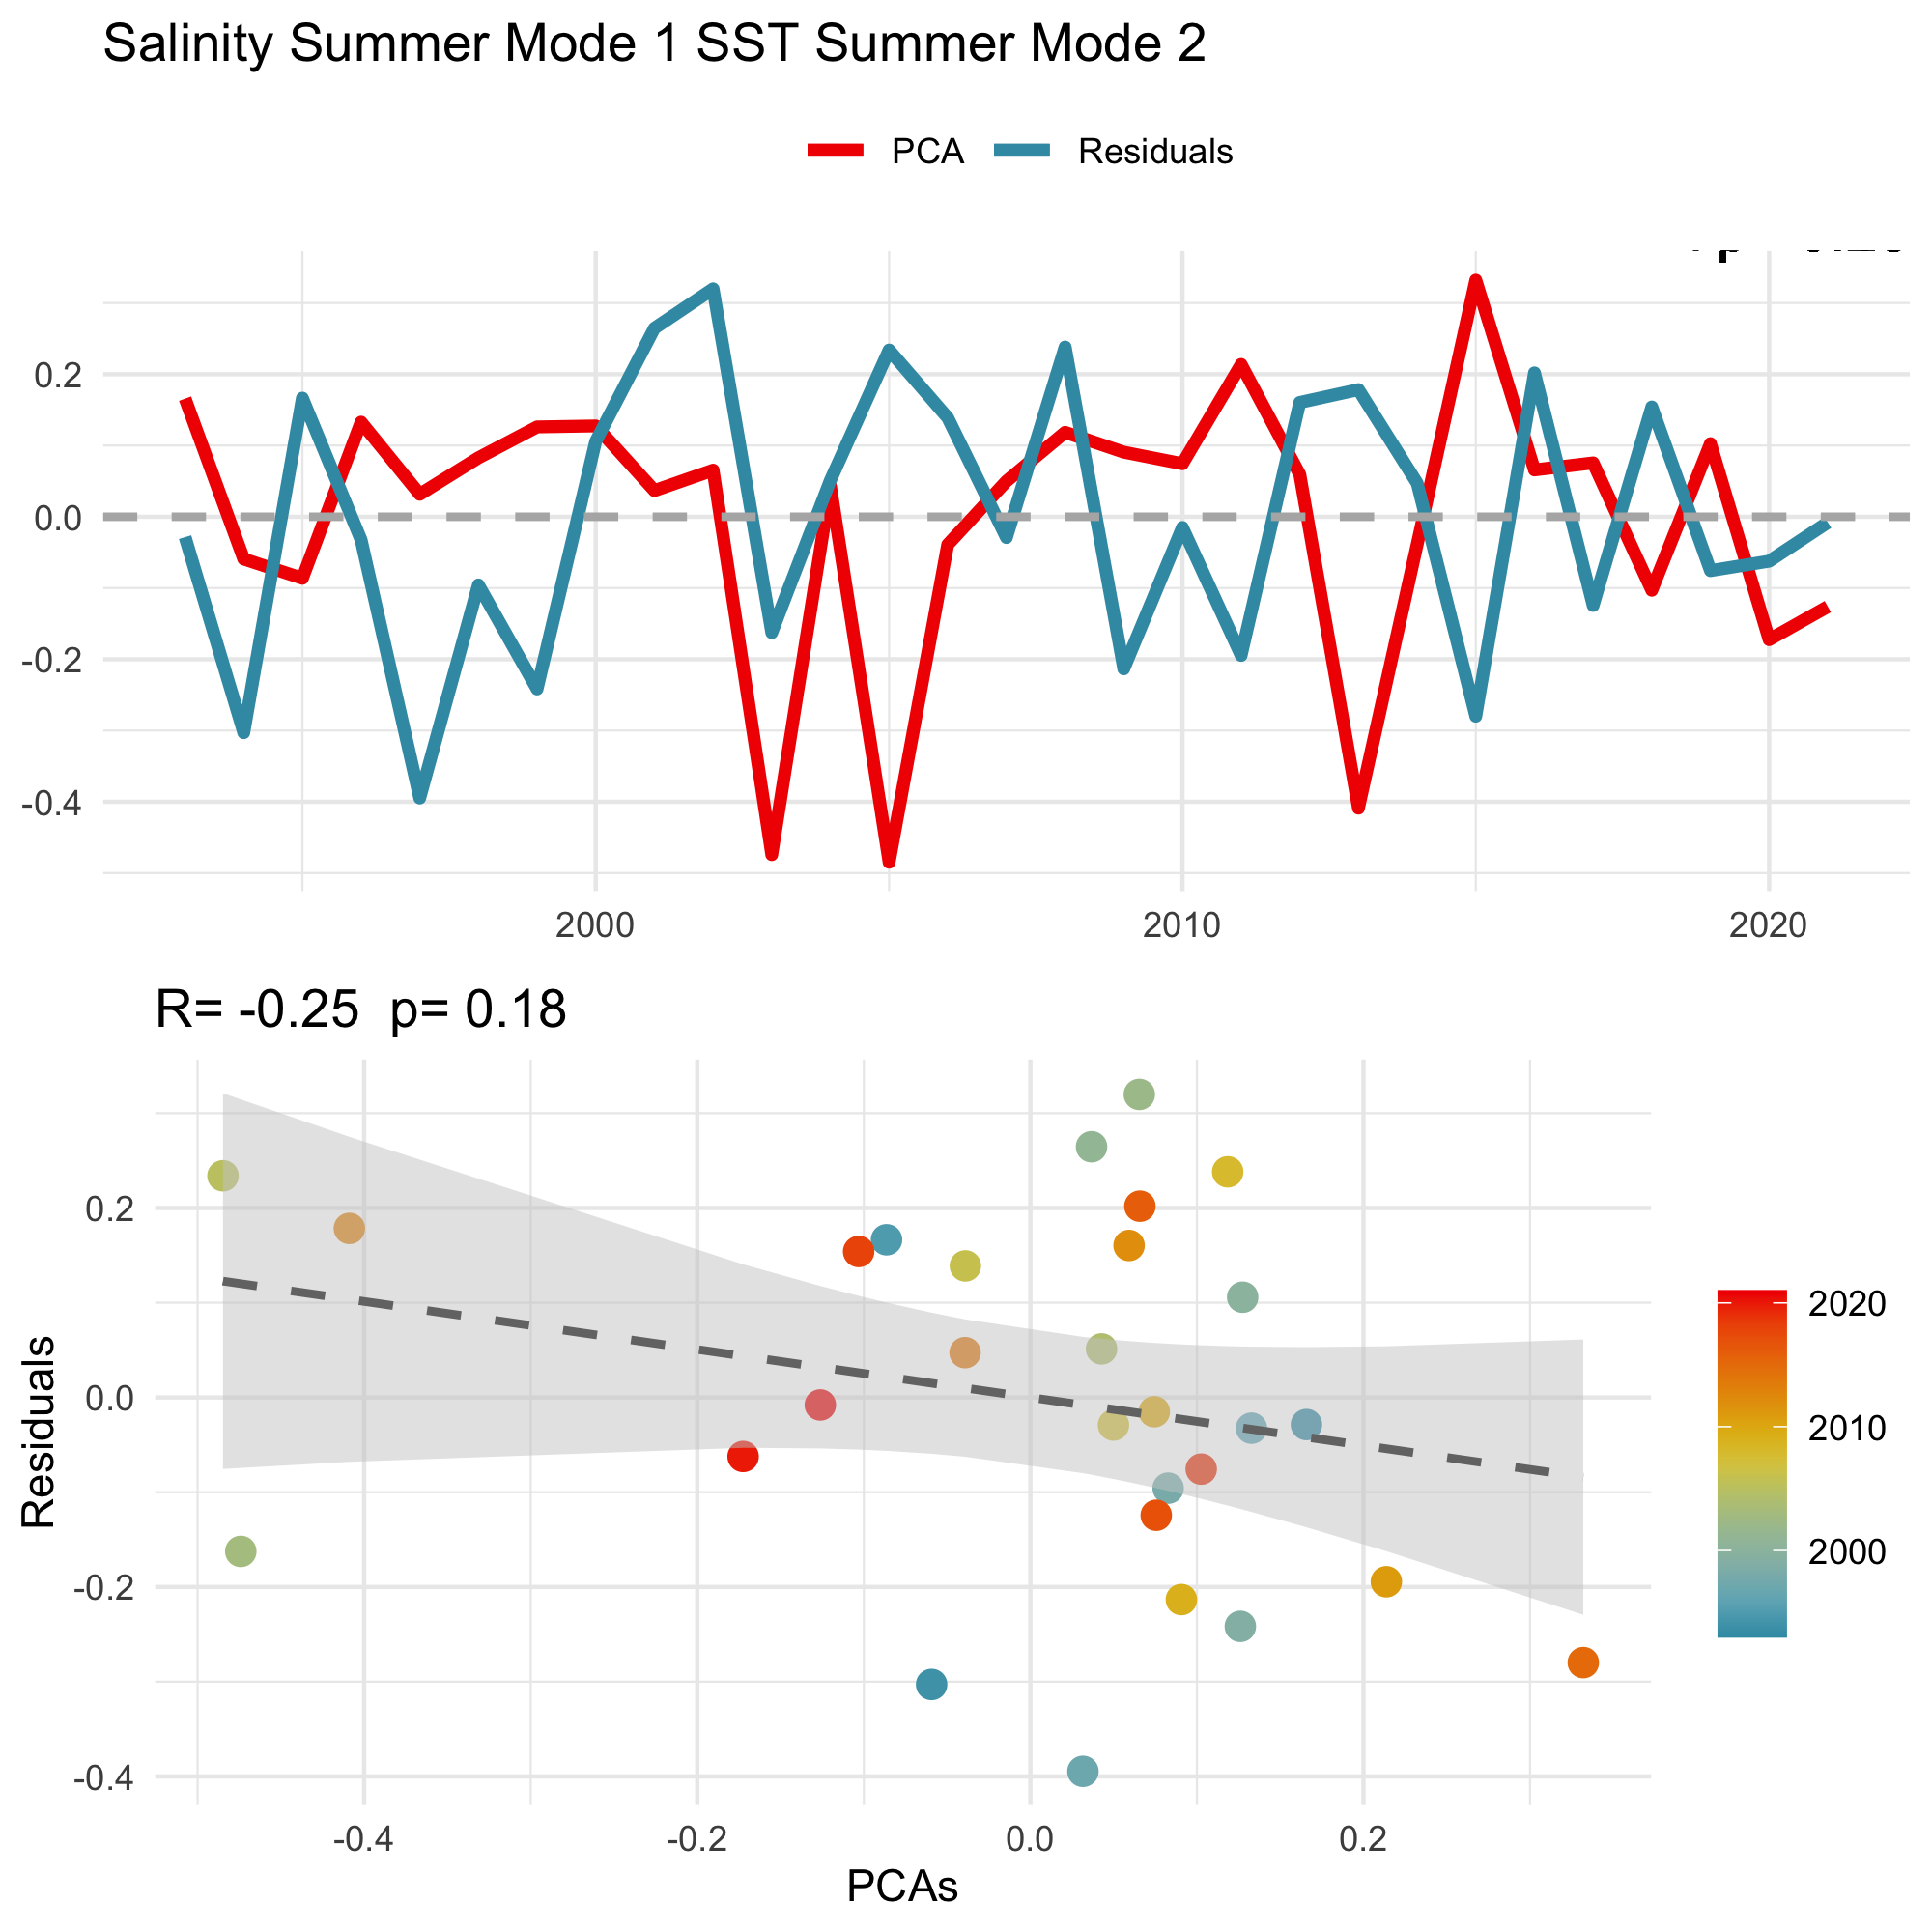 Salinity Summer Mode 1 SST Summer Mode 2
PCA Residuals
0.2
0.0
-0.2
-0.4
2000 2010 2020
R= -0.25 p= 0.18
Residuals
0.2
0.0
-0.2
-0.4
-0.4 -0.2 0.0 0.2
PCAs
2020
2010
2000